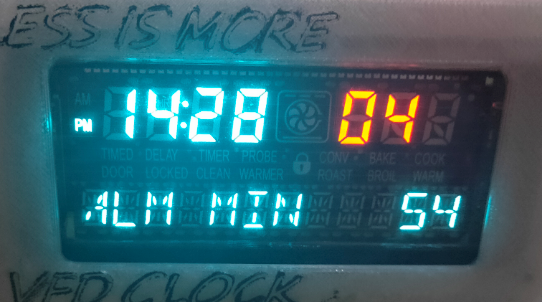 ESS IS MORE
AM 14:28 04
PM
TIMED DELAY TIMER PROBE CONV BAKE COOK
DOOR LOCKED CLEAN WARMER ROAST BROIL WARM
ALM MIN 54
VFD CLOCK